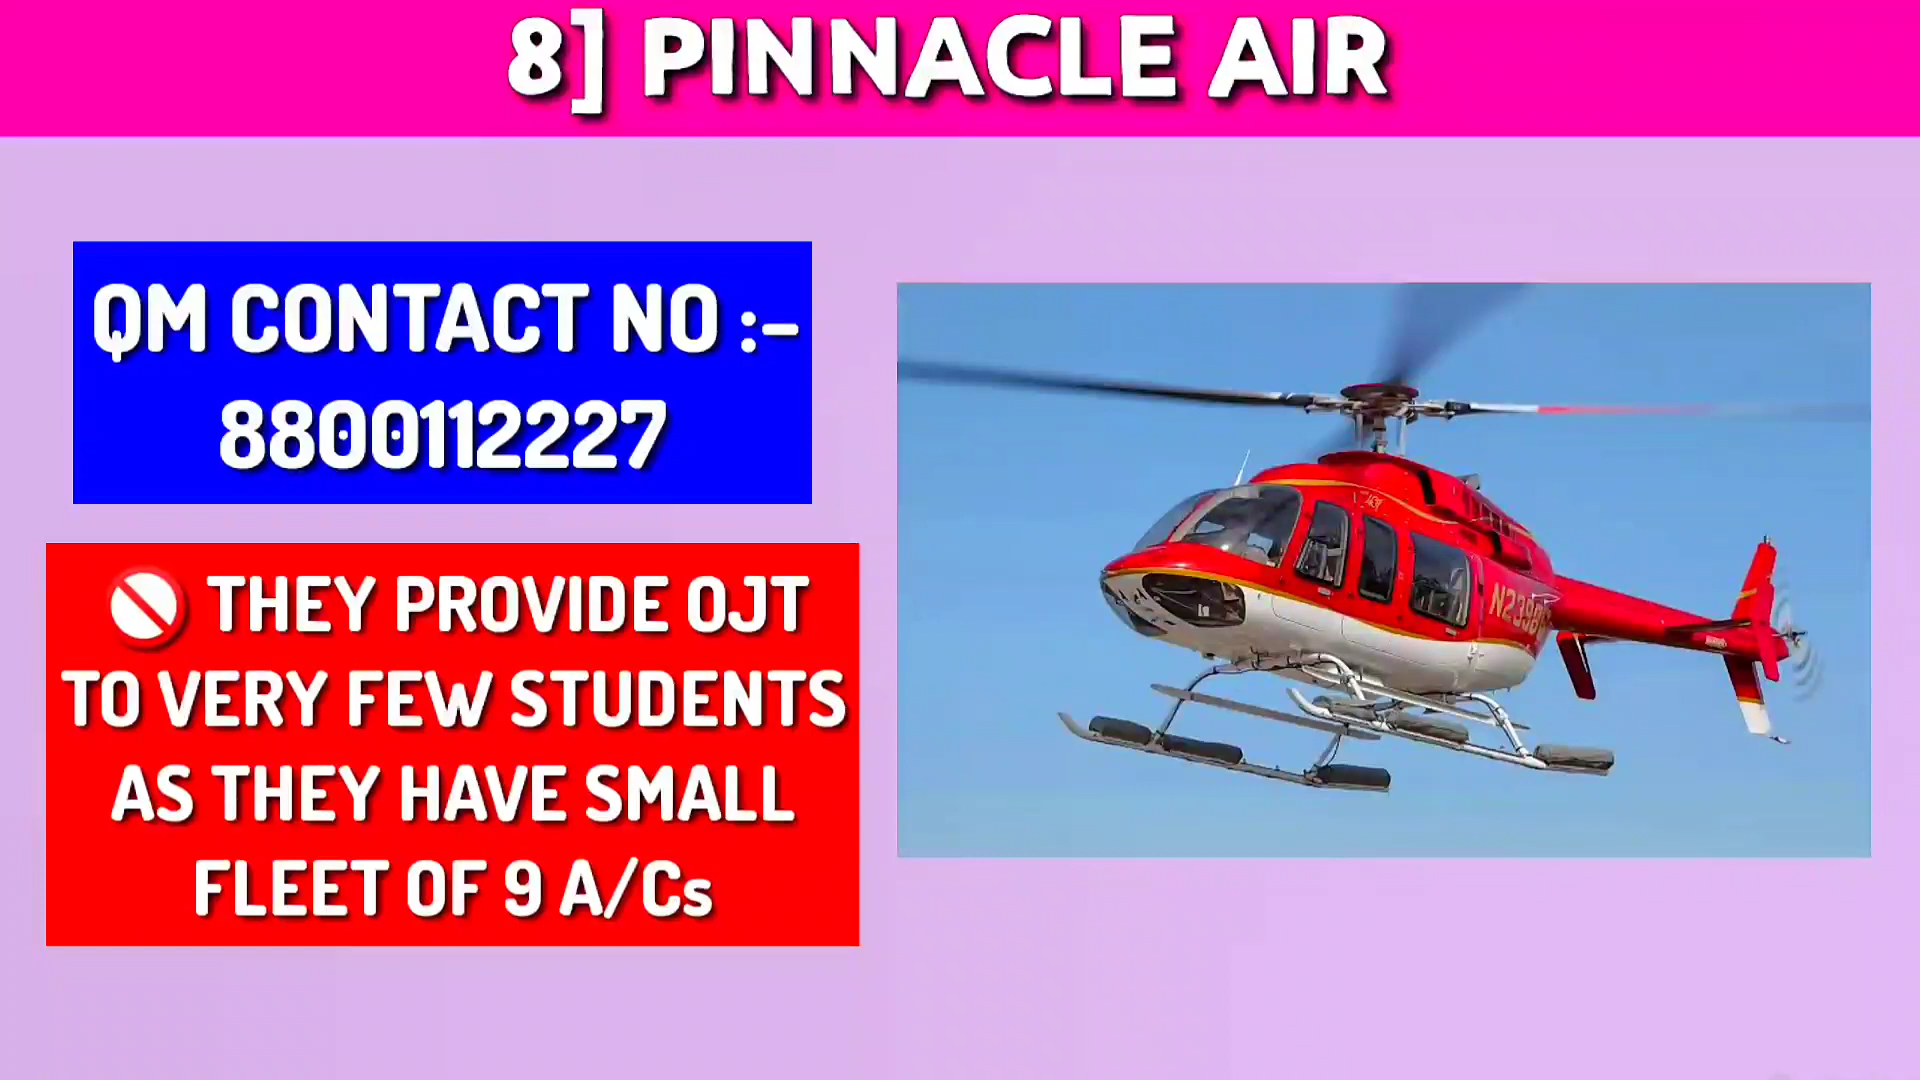 8] PINNACLE AIR
QM CONTACT NO :-
8800112227
🚫 THEY PROVIDE OJT
TO VERY FEW STUDENTS
AS THEY HAVE SMALL
FLEET OF 9 A/Cs